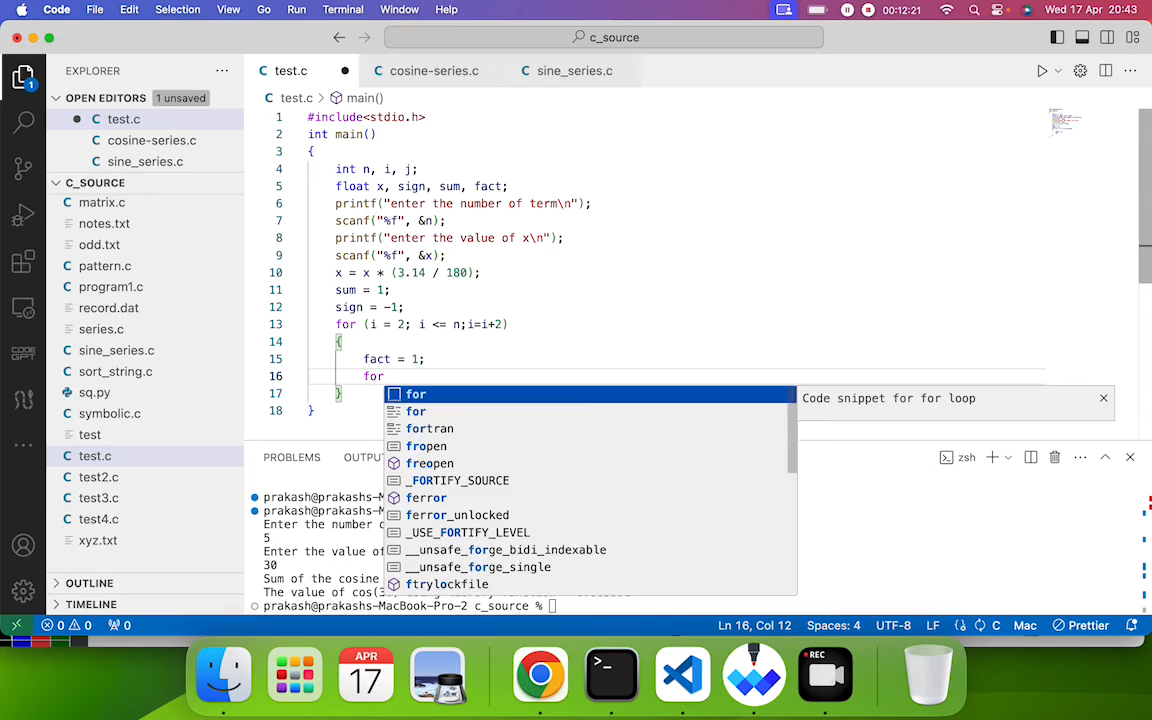 Code File Edit Selection View Go Run Terminal Window Help 00:12:21 Wed 17 Apr 20:43
c_source
EXPLORER
test.c
cosine-series.c
sine_series.c
OPEN EDITORS 1 unsaved
test.c
cosine-series.c
sine_series.c
C_SOURCE
matrix.c
notes.txt
odd.txt
pattern.c
program1.c
record.dat
series.c
sine_series.c
sort_string.c
sq.py
symbolic.c
test
test.c
test2.c
test3.c
test4.c
xyz.txt
OUTLINE
TIMELINE
test.c > main()
1 #include<stdio.h>
2 int main()
3 {
4 int n, i, j;
5 float x, sign, sum, fact;
6 printf("enter the number of term\n");
7 scanf("%f", &n);
8 printf("enter the value of x\n");
9 scanf("%f", &x);
10 x = x * (3.14 / 180);
11 sum = 1;
12 sign = -1;
13 for (i = 2; i <= n;i=i+2)
14 {
15 fact = 1;
16 for
17 }
18 }
for
for
fortran
fropen
freopen
_FORTIFY_SOURCE
ferror
ferror_unlocked
_USE_FORTIFY_LEVEL
__unsafe_forge_bidi_indexable
__unsafe_forge_single
ftrylockfile
Code snippet for for loop
PROBLEMS
zsh
prakash@prakashs-
prakash@prakashs-
Enter the number
5
Enter the value of
30
Sum of the cosine
The value of
prakash@prakashs-MacBook-Pro-2 c_source %
0 0 0 Ln 16, Col 12 Spaces: 4 UTF-8 LF C Mac Prettier
APR
17
REC